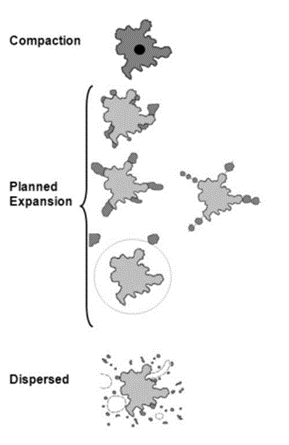 Compaction
Planned
Expansion
Dispersed